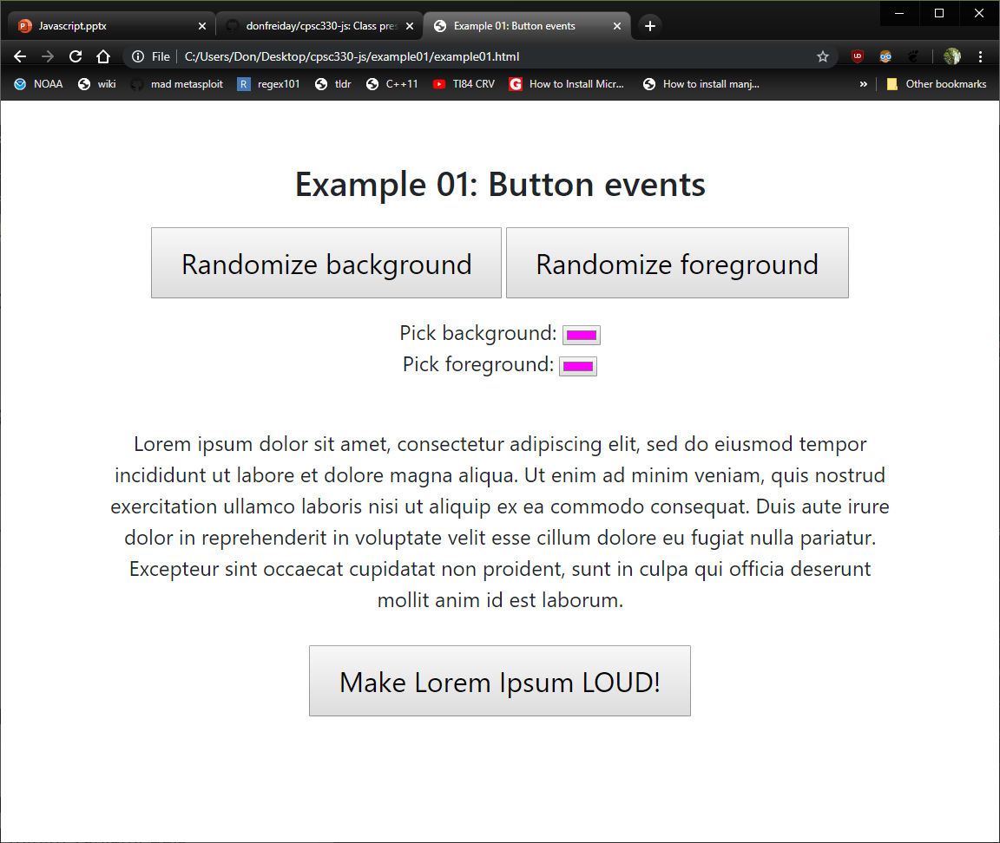 Javascript.pptx
donfreiday/cpsc330-js: Class pres
Example 01: Button events
File
C:/Users/Don/Desktop/cpsc330-js/example01/example01.html
NOAA
wiki
mad metasploit
R regex101
tldr
C++11
TI84 CRV
G How to Install Micr...
How to install manj...
»
Other bookmarks
Example 01: Button events
Randomize background
Randomize foreground
Pick background:
Pick foreground:
Lorem ipsum dolor sit amet, consectetur adipiscing elit, sed do eiusmod tempor
incididunt ut labore et dolore magna aliqua. Ut enim ad minim veniam, quis nostrud
exercitation ullamco laboris nisi ut aliquip ex ea commodo consequat. Duis aute irure
dolor in reprehenderit in voluptate velit esse cillum dolore eu fugiat nulla pariatur.
Excepteur sint occaecat cupidatat non proident, sunt in culpa qui officia deserunt
mollit anim id est laborum.
Make Lorem Ipsum LOUD!